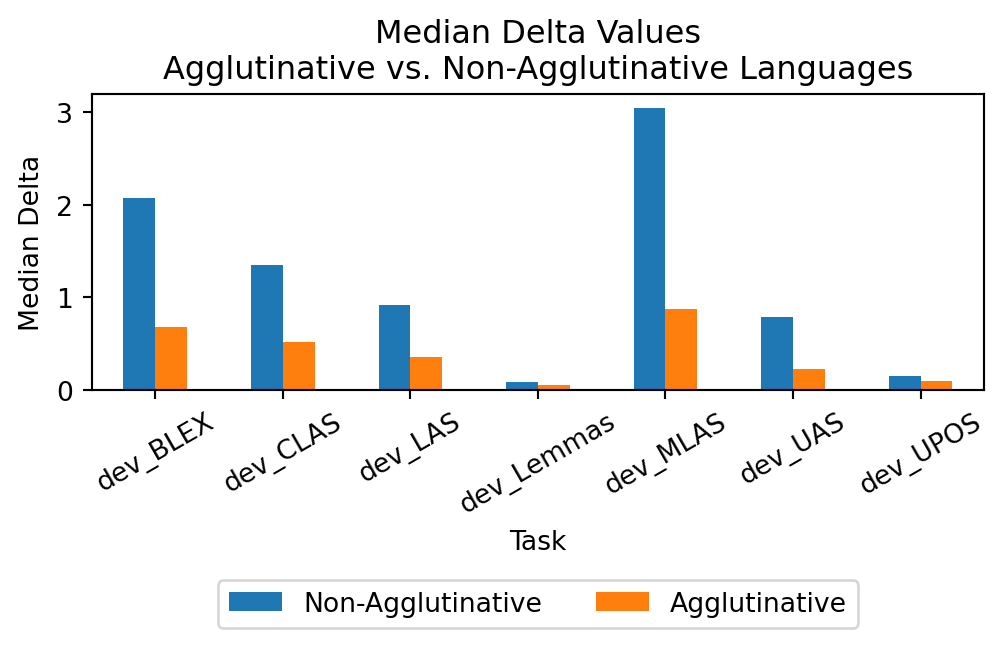 Median Delta Values
Agglutinative vs. Non-Agglutinative Languages
Median Delta
3
2
1
0
dev_BLEX
dev_CLAS
dev_LAS
dev_Lemmas
dev_MLAS
dev_UAS
dev_UPOS
Task
Non-Agglutinative
Agglutinative